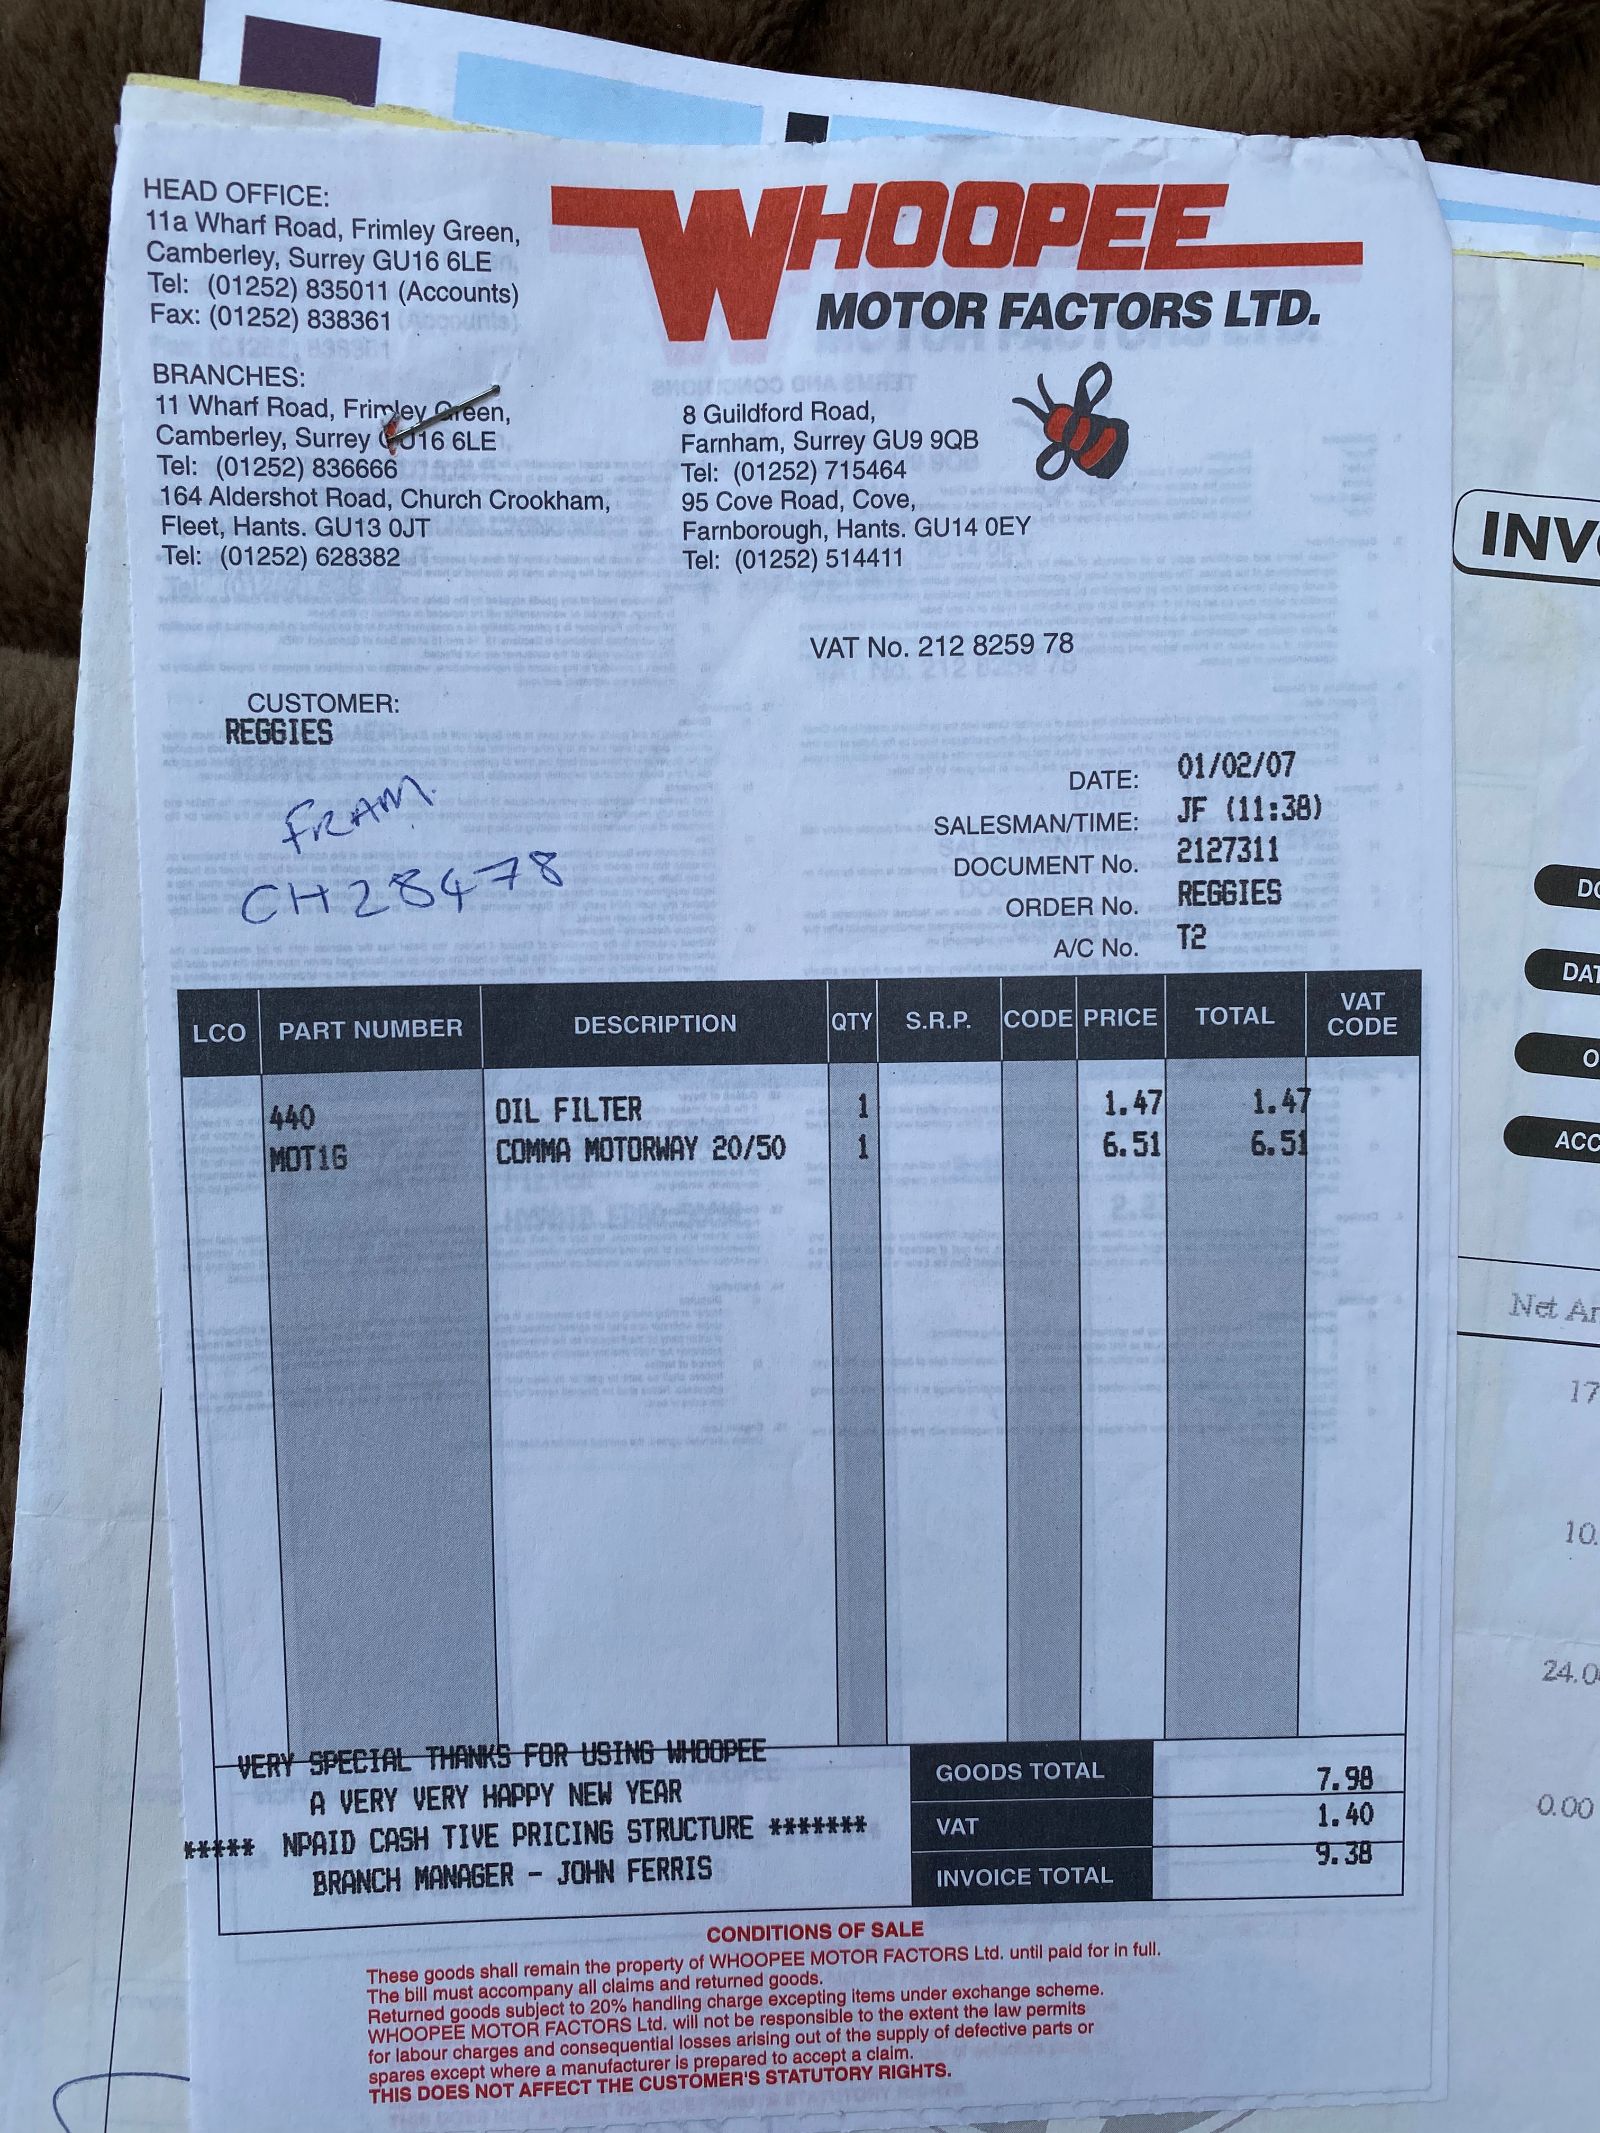 HEAD OFFICE:
11a Wharf Road, Frimley Green,
Camberley, Surrey GU16 6LE
Tel: (01252) 835011 (Accounts)
Fax: (01252) 838361
WHOOPEE
MOTOR FACTORS LTD.
BRANCHES:
11 Wharf Road, Frimley Green,
Camberley, Surrey GU16 6LE
Tel: (01252) 836666
164 Aldershot Road, Church Crookham,
Fleet, Hants. GU13 0JT
Tel: (01252) 628382
8 Guildford Road,
Farnham, Surrey GU9 9QB
Tel: (01252) 715464
95 Cove Road, Cove,
Farnborough, Hants. GU14 0EY
Tel: (01252) 514411
VAT No. 212 8259 78
CUSTOMER:
REGGIES
FRAM.
CH28478
DATE: 01/02/07
SALESMAN/TIME: JF (11:38)
DOCUMENT No. 2127311
ORDER No. REGGIES
A/C No. T2
LCO PART NUMBER DESCRIPTION QTY S.R.P. CODE PRICE TOTAL VAT CODE
440 OIL FILTER 1 1.47 1.47
MOT1G COMMA MOTORWAY 20/50 1 6.51 6.51
VERY SPECIAL THANKS FOR USING WHOOPEE
A VERY VERY HAPPY NEW YEAR
***** NPAID CASH TIVE PRICING STRUCTURE *******
BRANCH MANAGER - JOHN FERRIS
GOODS TOTAL 7.98
VAT 1.40
INVOICE TOTAL 9.38
CONDITIONS OF SALE
These goods shall remain the property of WHOOPEE MOTOR FACTORS Ltd. until paid for in full.
The bill must accompany all claims and returned goods.
Returned goods subject to 20% handling charge excepting items under exchange scheme.
WHOOPEE MOTOR FACTORS Ltd. will not be responsible to the extent the law permits
for labour charges and consequential losses arising out of the supply of defective parts or
spares except where a manufacturer is prepared to accept a claim.
THIS DOES NOT AFFECT THE CUSTOMER'S STATUTORY RIGHTS.
INV
DAT
ACC
Net
17
10.
24.0
0.00